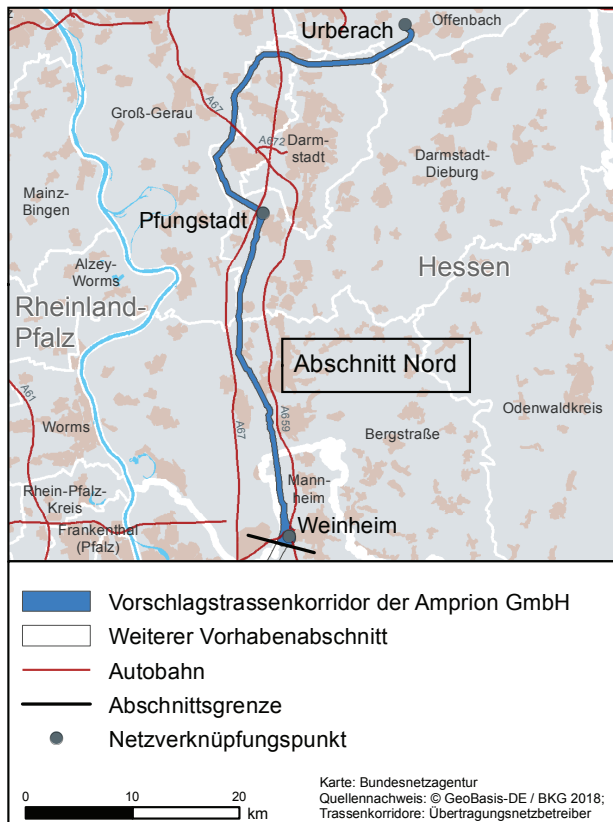 Urberach
Offenbach
Groß-Gerau
A67
A672
Darm-
stadt
Darmstadt-
Dieburg
Mainz-
Bingen
Pfungstadt
Alzey-
Worms
Hessen
Rheinland-
Pfalz
Abschnitt Nord
A61
Worms
A67
A659
Odenwaldkreis
Bergstraße
Mann-
heim
Rhein-Pfalz-
Kreis
Frankenthal
(Pfalz)
Weinheim
Vorschlagstrassenkorridor der Amprion GmbH
Weiterer Vorhabenabschnitt
Autobahn
Abschnittsgrenze
Netzverknüpfungspunkt
0 10 20
km
Karte: Bundesnetzagentur
Quellennachweis: © GeoBasis-DE / BKG 2018;
Trassenkorridore: Übertragungsnetzbetreiber